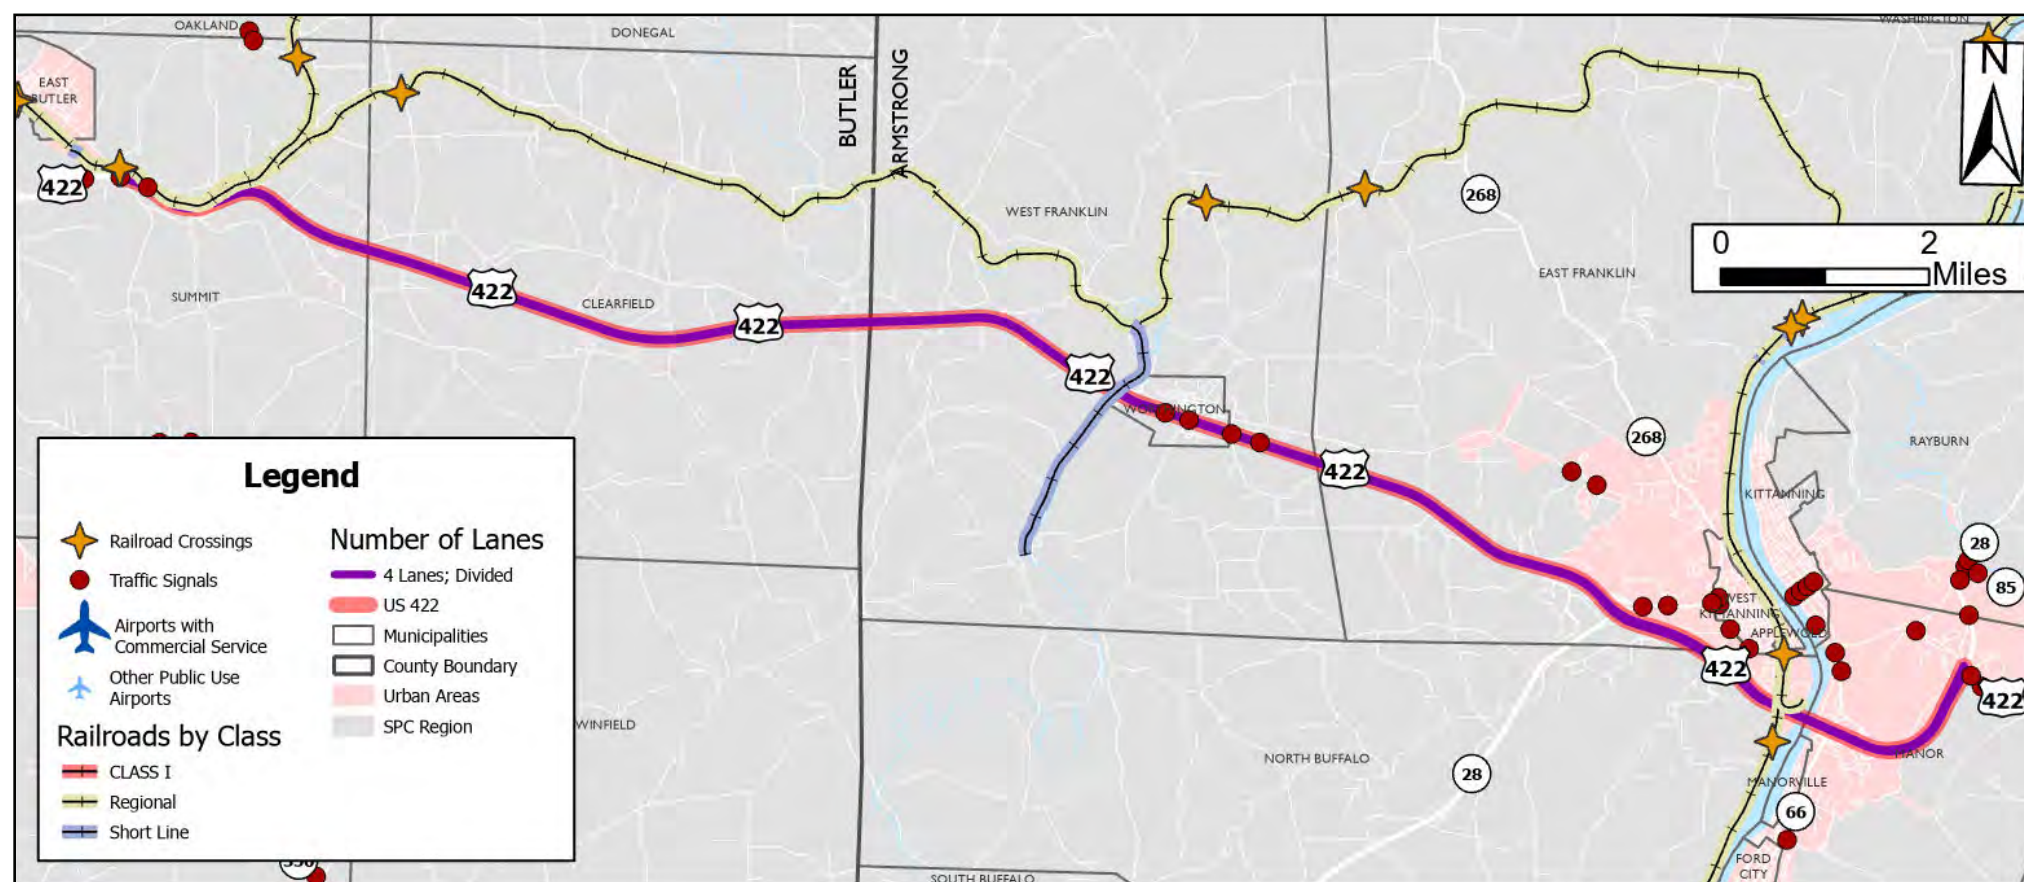 OAKLAND
DONEGAL
WASHINGTON
EAST
BUTLER
BUTLER
ARMSTRONG
N
422
268
WEST FRANKLIN
0 2
Miles
EAST FRANKLIN
SUMMIT
422
CLEARFIELD
422
422
WORTHINGTON
268
RAYBURN
422
KITTANNING
28
85
WEST
KITTANNING
APPLEWOLD
422
422
WINFIELD
NORTH BUFFALO
28
MANOR
MANORVILLE
66
FORD
CITY
SOUTH BUFFALO
Legend
Railroad Crossings
Traffic Signals
Airports with
Commercial Service
Other Public Use
Airports
Railroads by Class
CLASS I
Regional
Short Line
Number of Lanes
4 Lanes; Divided
US 422
Municipalities
County Boundary
Urban Areas
SPC Region